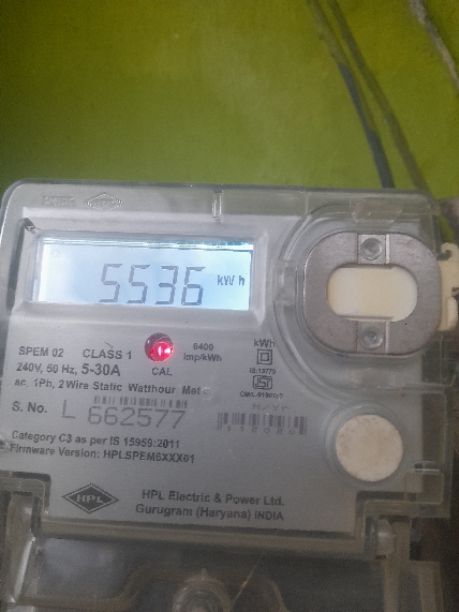 5536 kWh
SPEM 02 CLASS 1 6400 imp/kWh kWh
240V, 50 Hz, 5-30A CAL IS 13779
ac, 1Ph, 2 Wire Static Watthour Meter
S. No. L 662577
Category C3 as per IS 15959:2011
Firmware Version: HPLSPEM6XXX01
HPL HPL Electric & Power Ltd.
Gurugram (Haryana) INDIA